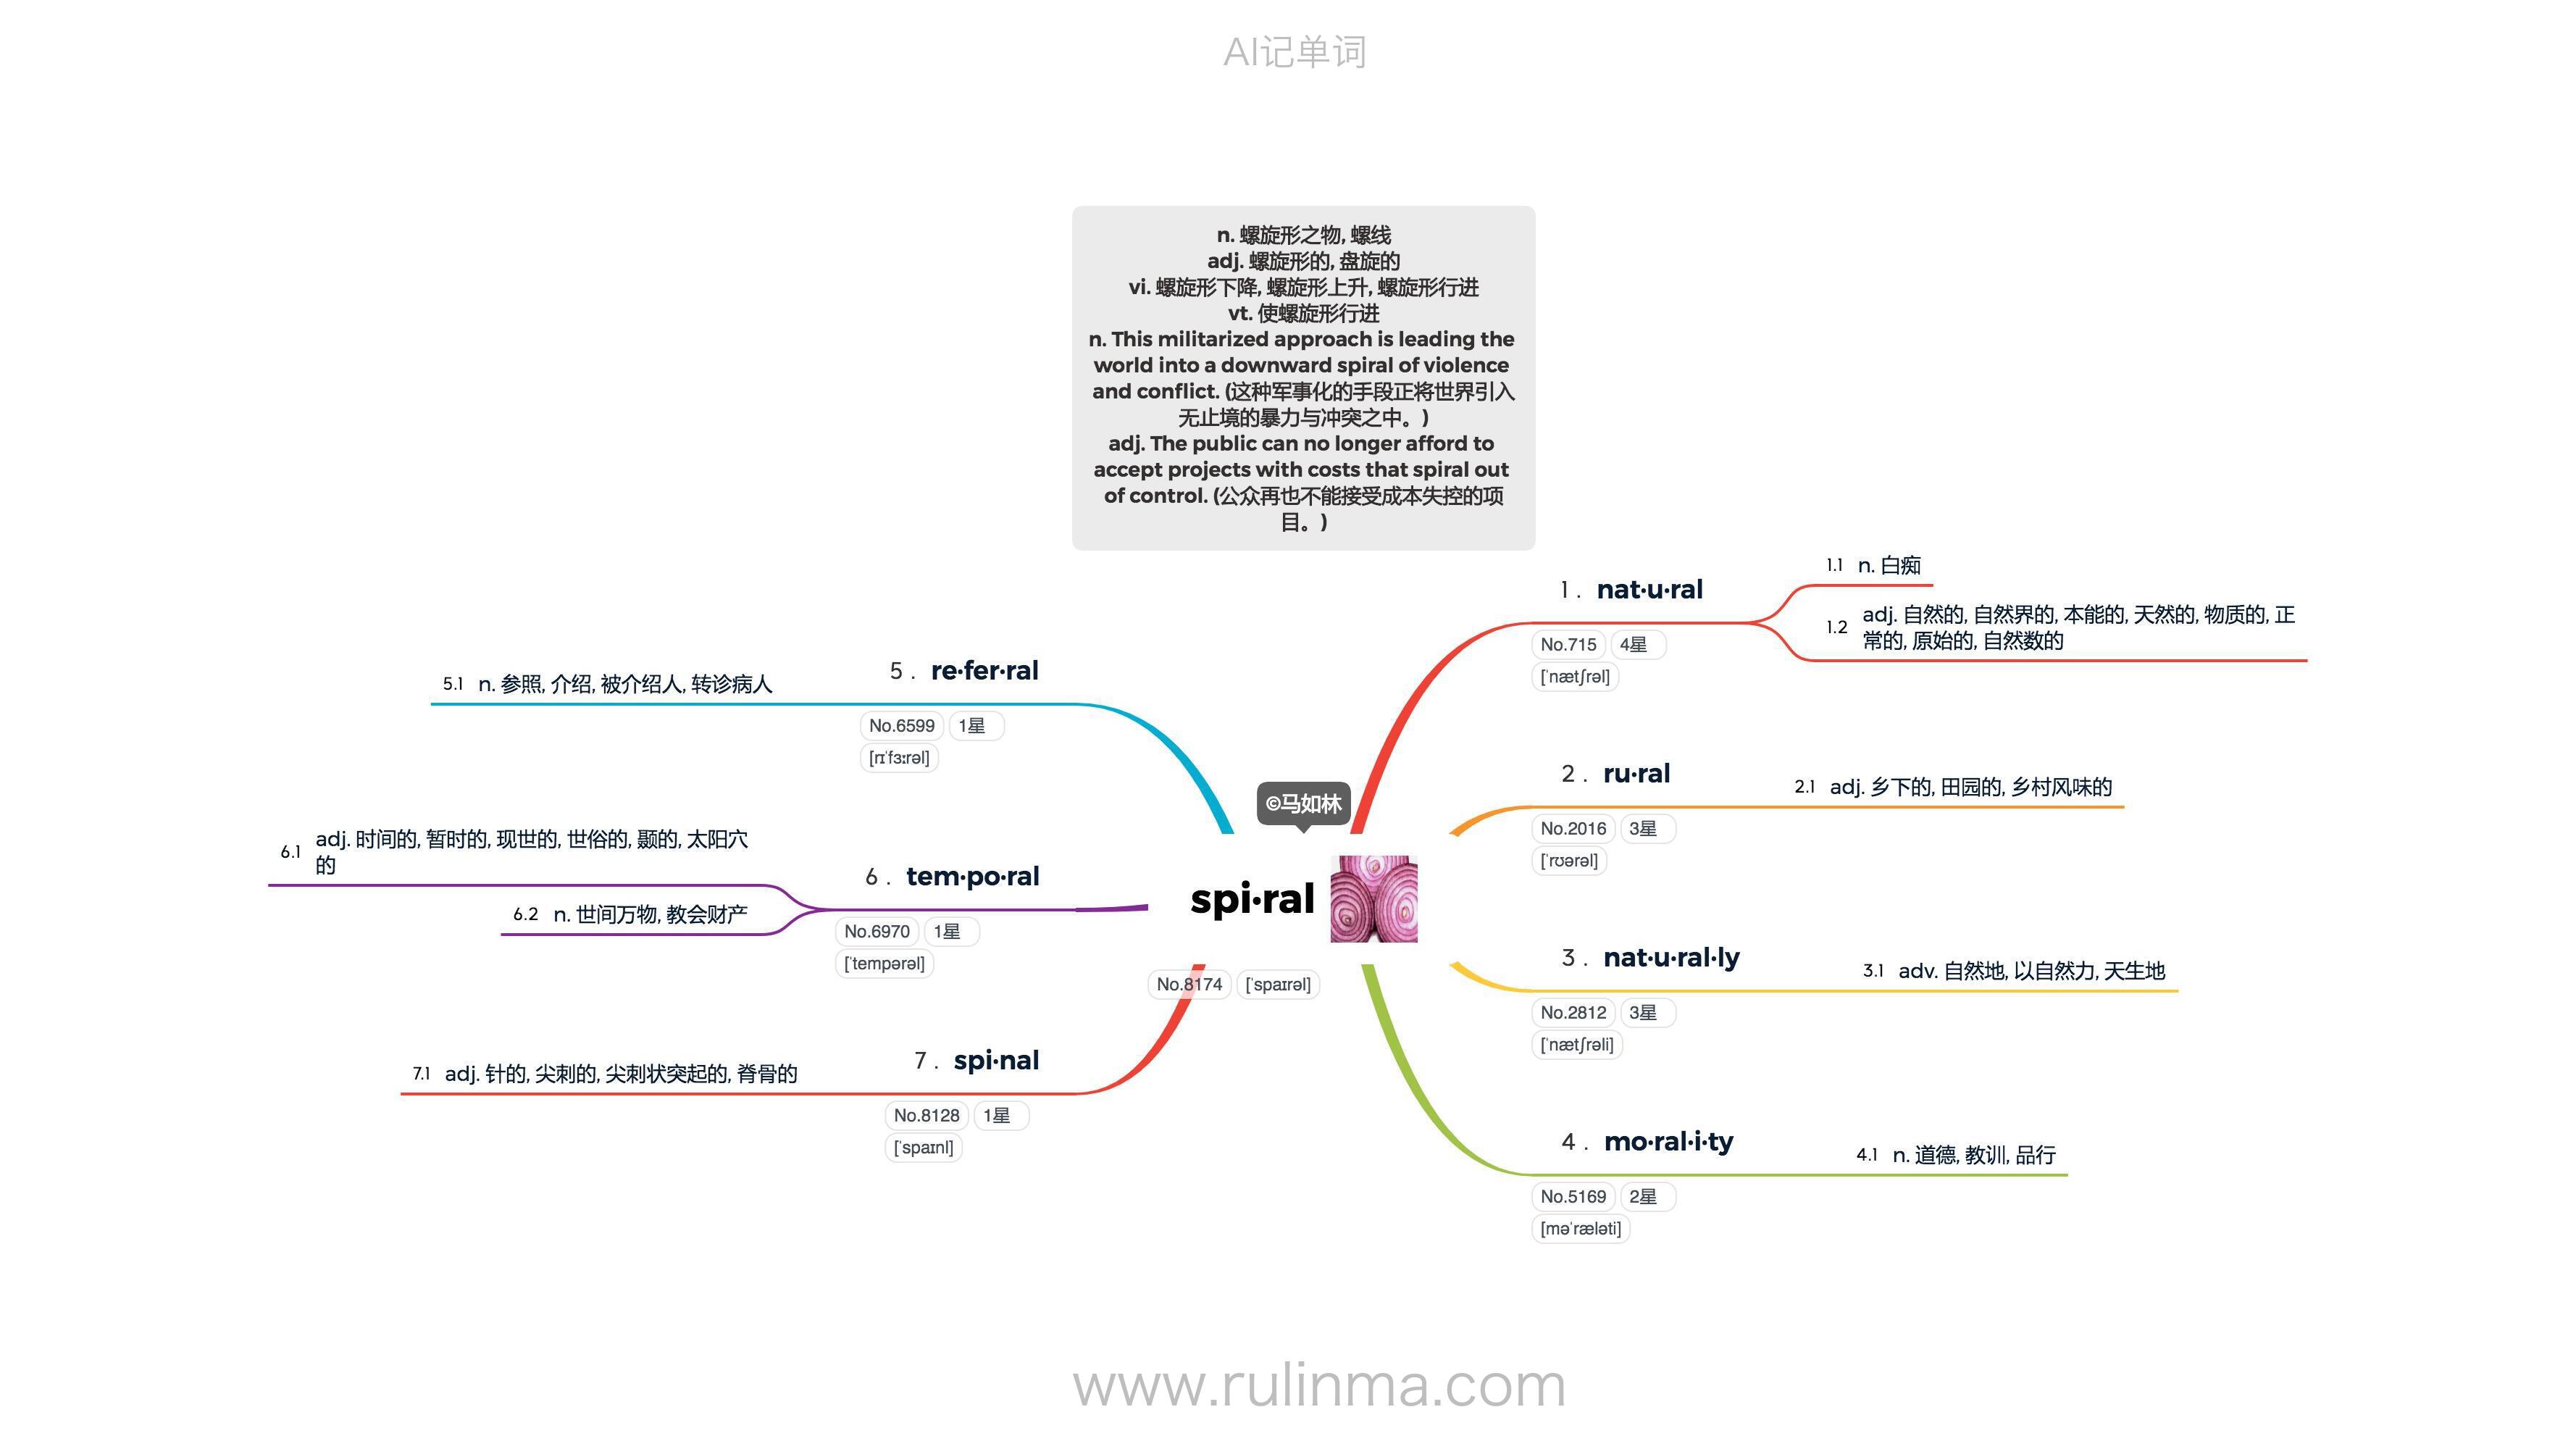 AI记单词
n. 螺旋形之物, 螺线
adj. 螺旋形的, 盘旋的
vi. 螺旋形下降, 螺旋形上升, 螺旋形行进
vt. 使螺旋形行进
n. This militarized approach is leading the
world into a downward spiral of violence
and conflict. (这种军事化的手段正将世界引入
无止境的暴力与冲突之中。)
adj. The public can no longer afford to
accept projects with costs that spiral out
of control. (公众再也不能接受成本失控的项
目。)
©马如林
spi·ral
No.8174 [ˈspaɪrəl]
1. nat·u·ral
No.715 4星
[ˈnætʃrəl]
1.1 n. 白痴
1.2 adj. 自然的, 自然界的, 本能的, 天然的, 物质的, 正
常的, 原始的, 自然数的
2. ru·ral
No.2016 3星
[ˈrʊərəl]
2.1 adj. 乡下的, 田园的, 乡村风味的
3. nat·u·ral·ly
No.2812 3星
[ˈnætʃrəli]
3.1 adv. 自然地, 以自然力, 天生地
4. mo·ral·i·ty
No.5169 2星
[məˈræləti]
4.1 n. 道德, 教训, 品行
5. re·fer·ral
No.6599 1星
[rɪˈfɜːrəl]
5.1 n. 参照, 介绍, 被介绍人, 转诊病人
6. tem·po·ral
No.6970 1星
[ˈtempərəl]
6.1 adj. 时间的, 暂时的, 现世的, 世俗的, 颞的, 太阳穴
的
6.2 n. 世间万物, 教会财产
7. spi·nal
No.8128 1星
[ˈspaɪnl]
7.1 adj. 针的, 尖刺的, 尖刺状突起的, 脊骨的
www.rulinma.com